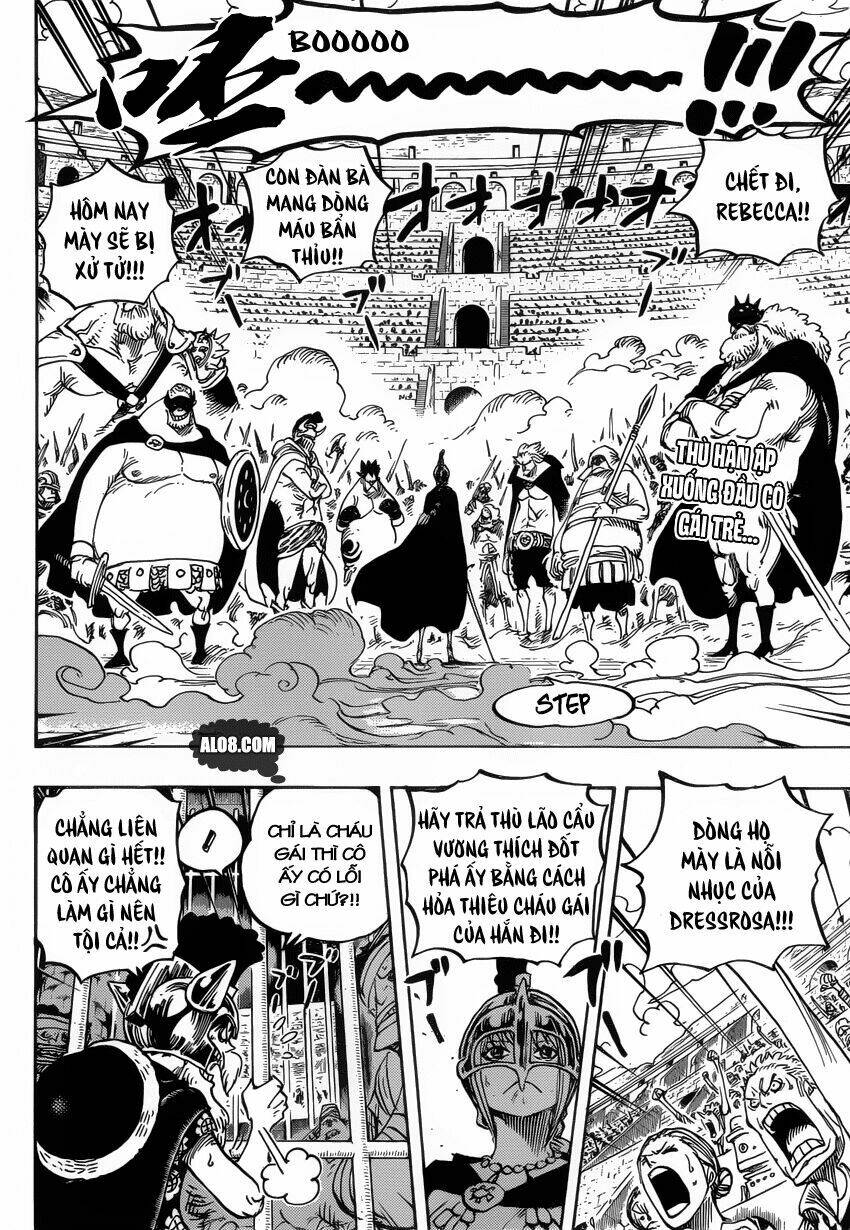 BOOOOO
!!!
CHẾT ĐI,
REBECCA!!
CON ĐÀN BÀ
MANG DÒNG
MÁU BẨN
THỈU!!
HÔM NAY
MÀY SẼ BỊ
XỬ TỬ!!!
THÙ HẬN ẬP
XUỐNG ĐẦU CÔ
GÁI TRẺ...
STEP
ALO8.COM
DÒNG HỌ
MÀY LÀ NỖI
NHỤC CỦA
DRESSROSA!!!
HÃY TRẢ THÙ LÃO CẨU
VƯƠNG THÍCH ĐỐT
PHÁ ẤY BẰNG CÁCH
HỎA THIÊU CHÁU GÁI
CỦA HẮN ĐI!!
CHỈ LÀ CHÁU
GÁI THÌ CÔ
ẤY CÓ LỖI
GÌ CHỨ?!!
CHẲNG LIÊN
QUAN GÌ HẾT!!
CÔ ẤY CHẲNG
LÀM GÌ NÊN
TỘI CẢ!!